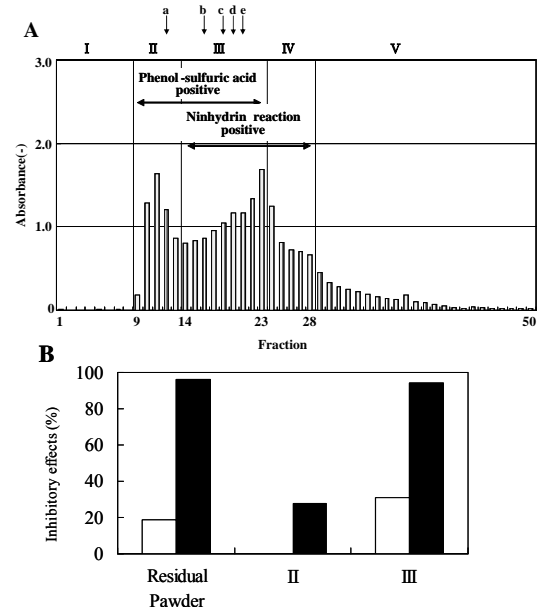 a b c d e
A
I II III IV V
3.0
Phenol-sulfuric acid
positive
Ninhydrin reaction
positive
2.0
Absorbance(-)
1.0
0
1 9 14 23 28 50
Fraction
B
100
80
60
40
20
0
Inhibitory effects (%)
Residual II III
Pawder